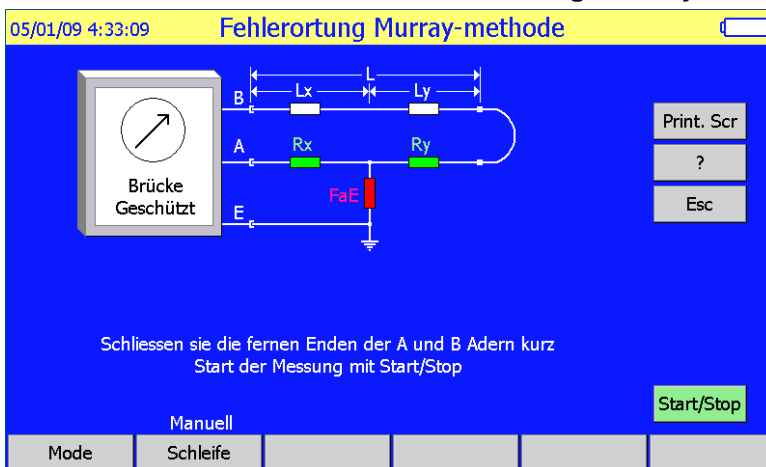 05/01/09 4:33:09 Fehlerortung Murray-methode
L
Lx Ly
B
A Rx Ry
Brücke
Geschützt
FaE
E
Print. Scr
?
Esc
Schliessen sie die fernen Enden der A und B Adern kurz
Start der Messung mit Start/Stop
Start/Stop
Manuell
Mode Schleife